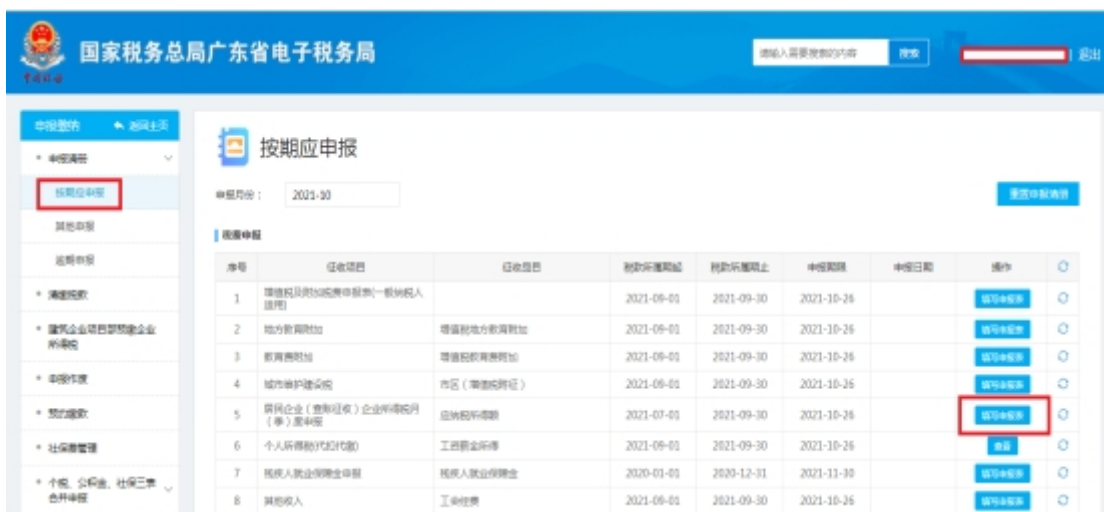 国家税务总局广东省电子税务局
请输入需要搜索的内容 搜索 退出
申报缴纳 返回主页
申报清册
按期应申报
其他申报
逾期申报
清缴税款
建筑企业项目部预缴企业
所得税
申报作废
预约缴款
社保费管理
个税、公积金、社保三表
合并申报
按期应申报
申报月份： 2021-10 重置申报清册
税费申报
序号 征收项目 征收品目 税款所属期起 税款所属期止 申报期限 申报日期 操作
1 增值税及附加税费申报表(一般纳税人
适用) 2021-09-01 2021-09-30 2021-10-26 填写申报表
2 地方教育附加 增值税地方教育附加 2021-09-01 2021-09-30 2021-10-26 填写申报表
3 教育费附加 增值税教育费附加 2021-09-01 2021-09-30 2021-10-26 填写申报表
4 城市维护建设税 市区（增值税附征） 2021-09-01 2021-09-30 2021-10-26 填写申报表
5 居民企业（查账征收）企业所得税月
（季）度申报 应纳税所得额 2021-07-01 2021-09-30 2021-10-26 填写申报表
6 个人所得税(代扣代缴) 工资薪金所得 2021-09-01 2021-09-30 2021-10-26 查看
7 残疾人就业保障金申报 残疾人就业保障金 2020-01-01 2020-12-31 2021-11-30 填写申报表
8 其他收入 工会经费 2021-09-01 2021-09-30 2021-10-26 填写申报表